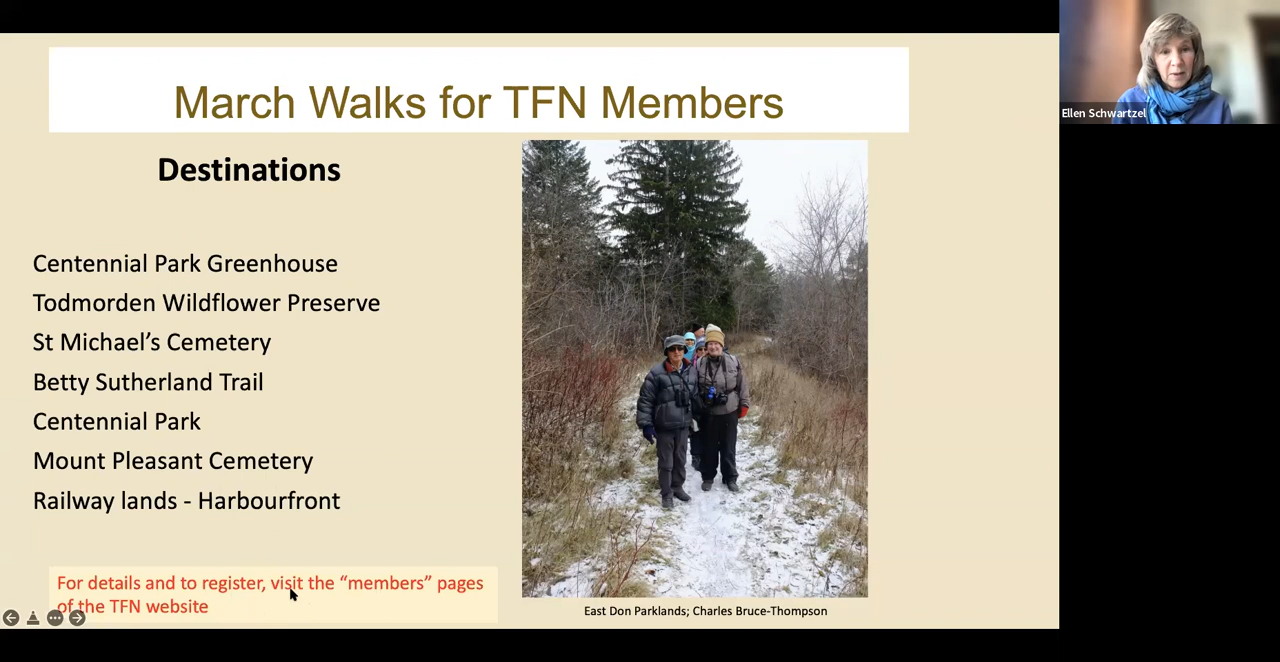 March Walks for TFN Members
Destinations
Centennial Park Greenhouse
Todmorden Wildflower Preserve
St Michael’s Cemetery
Betty Sutherland Trail
Centennial Park
Mount Pleasant Cemetery
Railway lands - Harbourfront
For details and to register, visit the “members” pages
of the TFN website
East Don Parklands; Charles Bruce-Thompson
Ellen Schwartzel